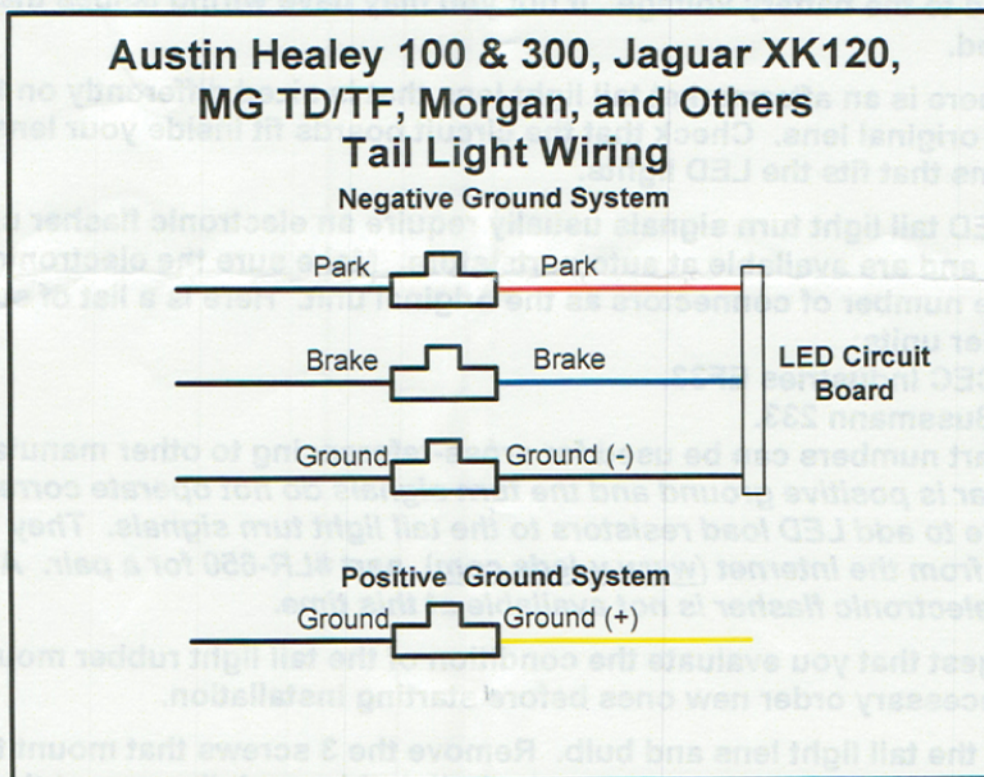 Austin Healey 100 & 300, Jaguar XK120,
MG TD/TF, Morgan, and Others
Tail Light Wiring
Negative Ground System
Park Park
Brake Brake
LED Circuit
Board
Ground Ground (-)
Positive Ground System
Ground Ground (+)